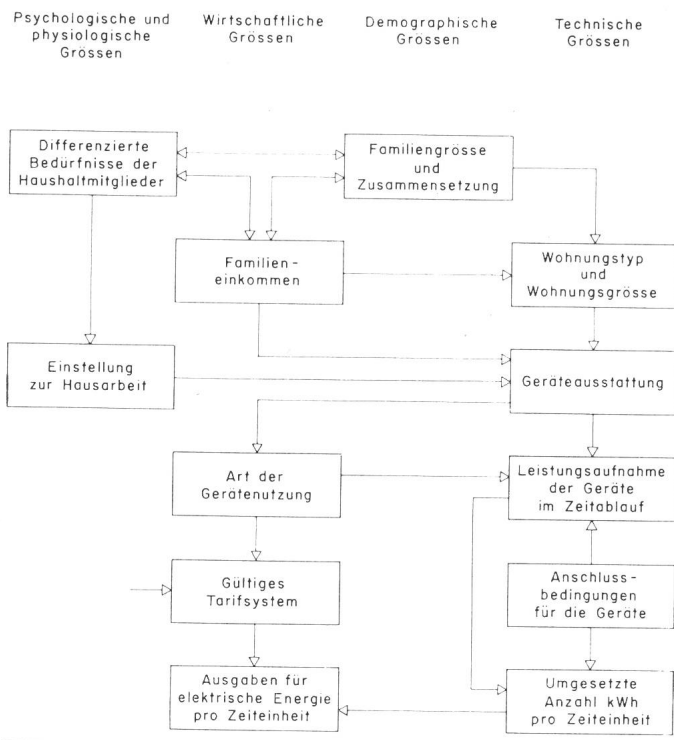 Psychologische und
physiologische
Grössen
Wirtschaftliche
Grössen
Demographische
Grössen
Technische
Grössen
Differenzierte
Bedürfnisse der
Haushaltmitglieder
Familiengrösse
und
Zusammensetzung
Familien-
einkommen
Wohnungstyp
und
Wohnungsgrösse
Einstellung
zur Hausarbeit
Geräteausstattung
Art der
Gerätenutzung
Leistungsaufnahme
der Geräte
im Zeitablauf
Gültiges
Tarifsystem
Anschluss-
bedingungen
für die Geräte
Ausgaben für
elektrische Energie
pro Zeiteinheit
Umgesetzte
Anzahl kWh
pro Zeiteinheit